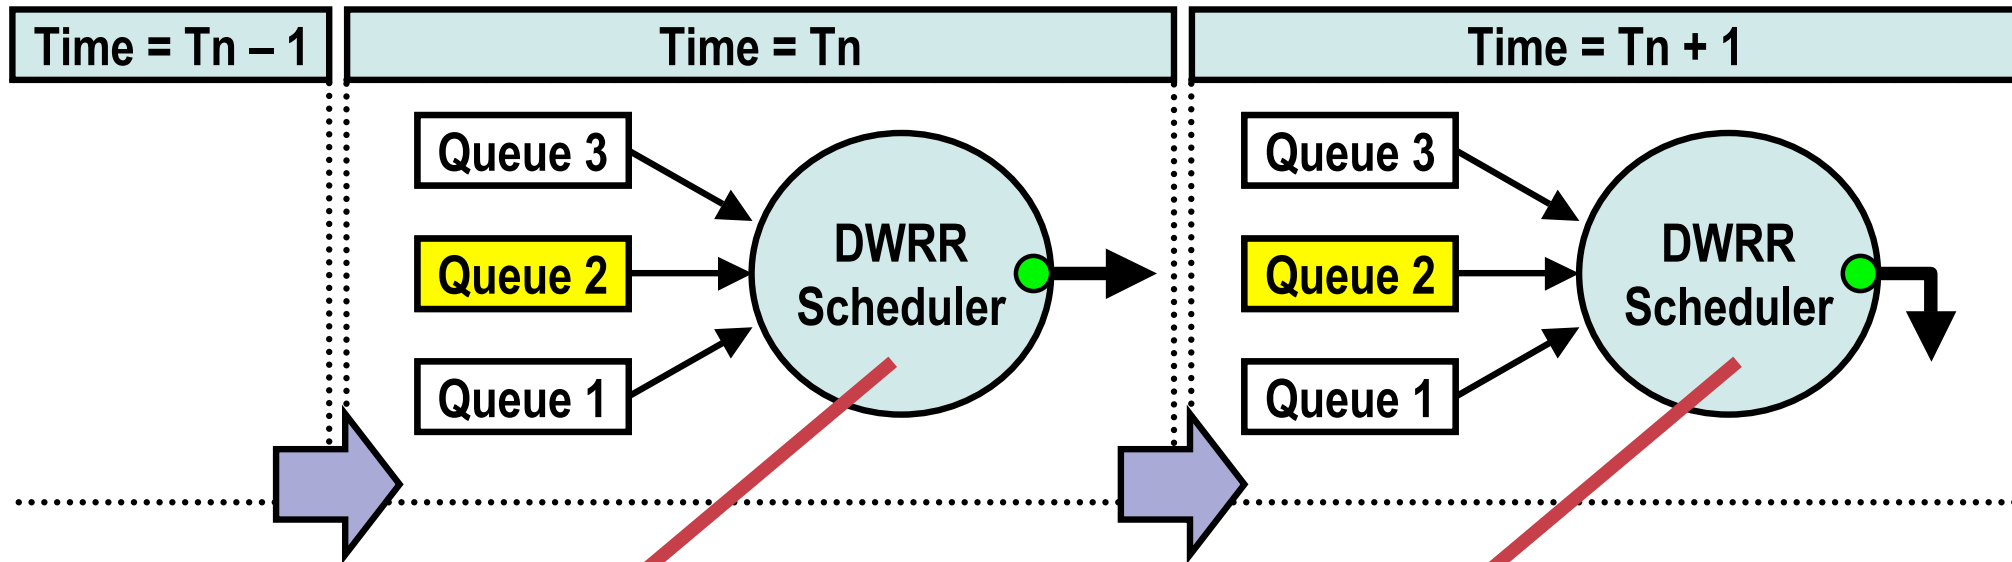 Time = Tn – 1
Time = Tn
Time = Tn + 1
Queue 3
Queue 2
Queue 1
DWRR
Scheduler
Queue 3
Queue 2
Queue 1
DWRR
Scheduler